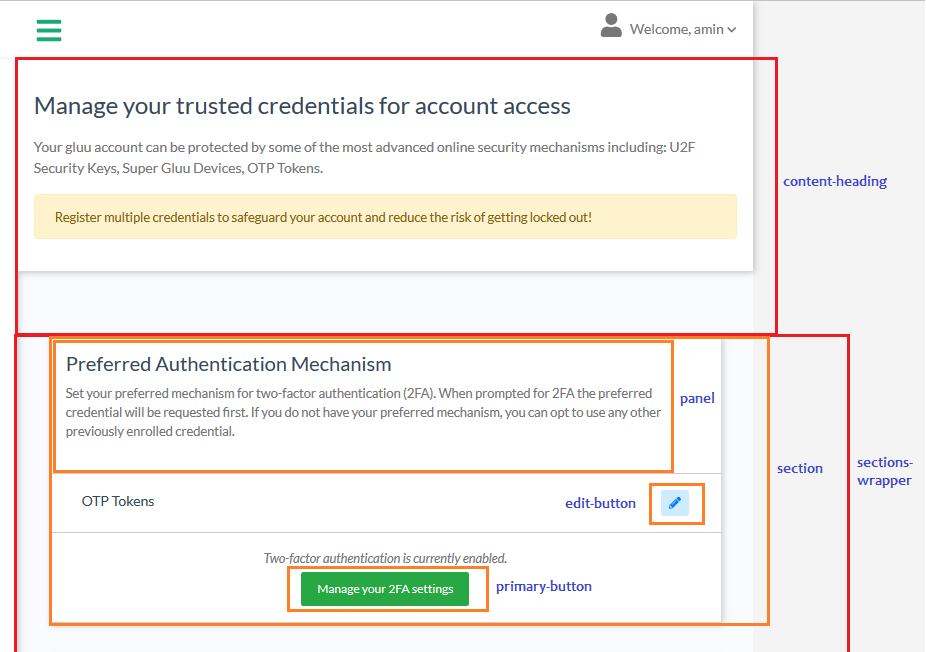 Welcome, amin
Manage your trusted credentials for account access
Your gluu account can be protected by some of the most advanced online security mechanisms including: U2F
Security Keys, Super Gluu Devices, OTP Tokens.
content-heading
Register multiple credentials to safeguard your account and reduce the risk of getting locked out!
Preferred Authentication Mechanism
Set your preferred mechanism for two-factor authentication (2FA). When prompted for 2FA the preferred
credential will be requested first. If you do not have your preferred mechanism, you can opt to use any other
previously enrolled credential.
panel
section
sections-
wrapper
OTP Tokens
edit-button
Two-factor authentication is currently enabled.
Manage your 2FA settings
primary-button